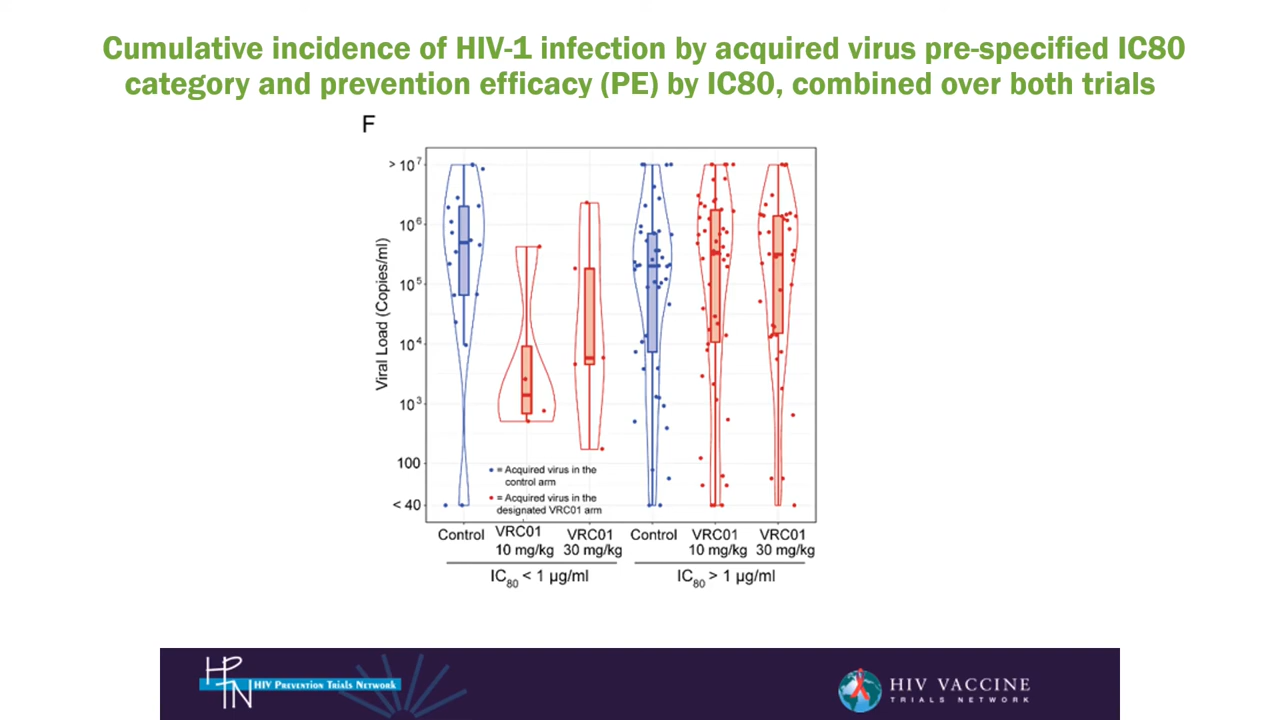 Cumulative incidence of HIV-1 infection by acquired virus pre-specified IC80
category and prevention efficacy (PE) by IC80, combined over both trials
F
> 10⁷
10⁶
10⁵
10⁴
10³
100
< 40
Viral Load (Copies/ml)
• = Acquired virus in the
control arm
• = Acquired virus in the
designated VRC01 arm
Control
VRC01
10 mg/kg
VRC01
30 mg/kg
Control
VRC01
10 mg/kg
VRC01
30 mg/kg
IC80 < 1 µg/ml
IC80 > 1 µg/ml
HPTN
HIV PREVENTION TRIALS NETWORK
HIV VACCINE
TRIALS NETWORK